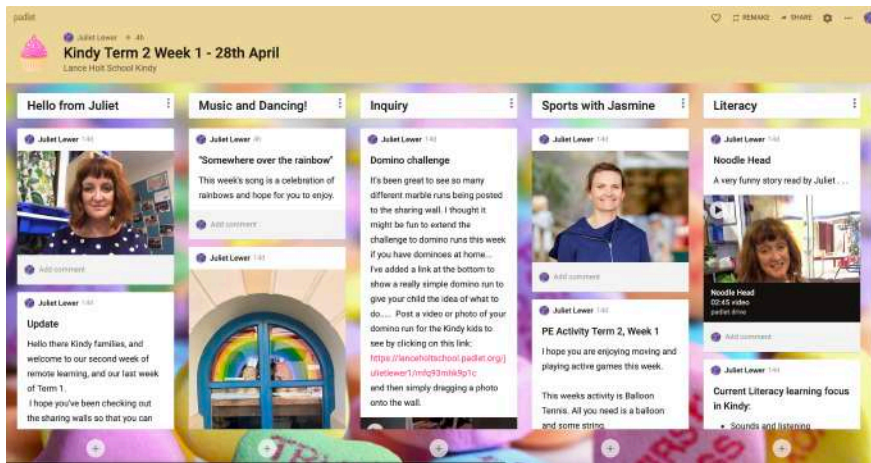 padlet
Juliet Lewer + 4h
REMAKE
SHARE
Kindy Term 2 Week 1 - 28th April
Lance Holt School Kindy
Hello from Juliet
Juliet Lewer 14d
Add comment
Juliet Lewer 14d
Update
Hello there Kindy families, and
welcome to our second week of
remote learning, and our last week
of Term 1.
I hope you've been checking out
the sharing walls so that you can
Music and Dancing!
Juliet Lewer 4h
"Somewhere over the rainbow"
This week's song is a celebration of
rainbows and hope for you to enjoy.
Add comment
Juliet Lewer 14d
Inquiry
Juliet Lewer 14d
Domino challenge
It's been great to see so many
different marble runs being posted
to the sharing wall. I thought it
might be fun to extend the
challenge to domino runs this week
if you have dominoes at home...
I've added a link at the bottom to
show a really simple domino run to
give your child the idea of what to
do..... Post a video or photo of your
domino run for the Kindy kids to
see by clicking on this link:
https://lanceholtschool.padlet.org/j
ulietlewer1/mfq93mhk9p1c
and then simply dragging a photo
onto the wall.
Sports with Jasmine
Juliet Lewer 14d
Add comment
Juliet Lewer 14d
PE Activity Term 2, Week 1
I hope you are enjoying moving and
playing active games this week.
This weeks activity is Balloon
Tennis. All you need is a balloon
and some string.
Literacy
Juliet Lewer 14d
Noodle Head
A very funny story read by Juliet . . .
Noodle Head
02:45 video
padlet drive
Add comment
Juliet Lewer 14d
Current Literacy learning focus
in Kindy:
Sounds and listening